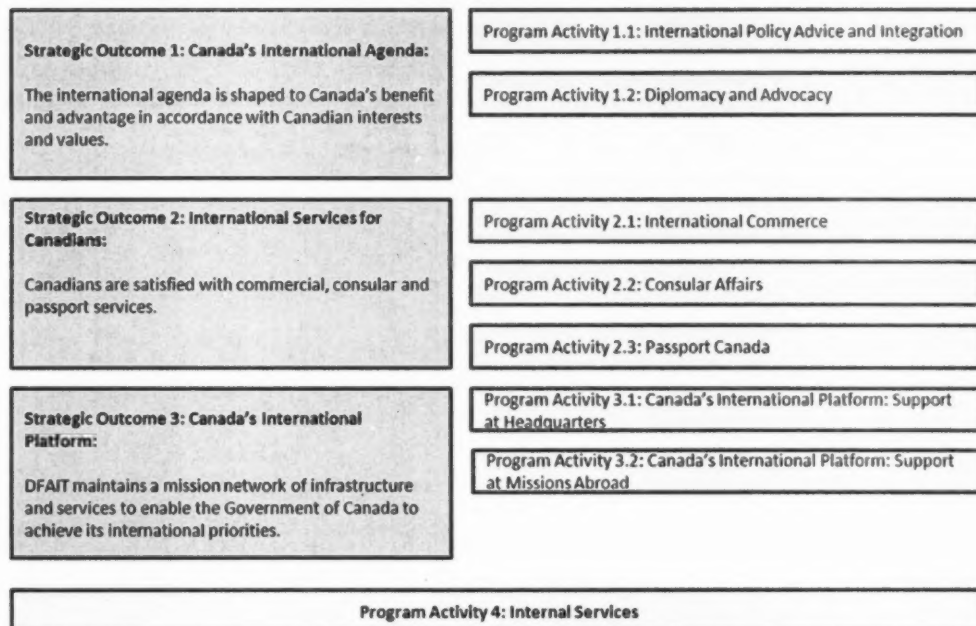 Strategic Outcome 1: Canada's International Agenda:
The international agenda is shaped to Canada's benefit
and advantage in accordance with Canadian interests
and values.
Program Activity 1.1: International Policy Advice and Integration
Program Activity 1.2: Diplomacy and Advocacy
Strategic Outcome 2: International Services for
Canadians:
Canadians are satisfied with commercial, consular and
passport services.
Program Activity 2.1: International Commerce
Program Activity 2.2: Consular Affairs
Program Activity 2.3: Passport Canada
Strategic Outcome 3: Canada's International
Platform:
DFAIT maintains a mission network of infrastructure
and services to enable the Government of Canada to
achieve its international priorities.
Program Activity 3.1: Canada's International Platform: Support
at Headquarters
Program Activity 3.2: Canada's International Platform: Support
at Missions Abroad
Program Activity 4: Internal Services